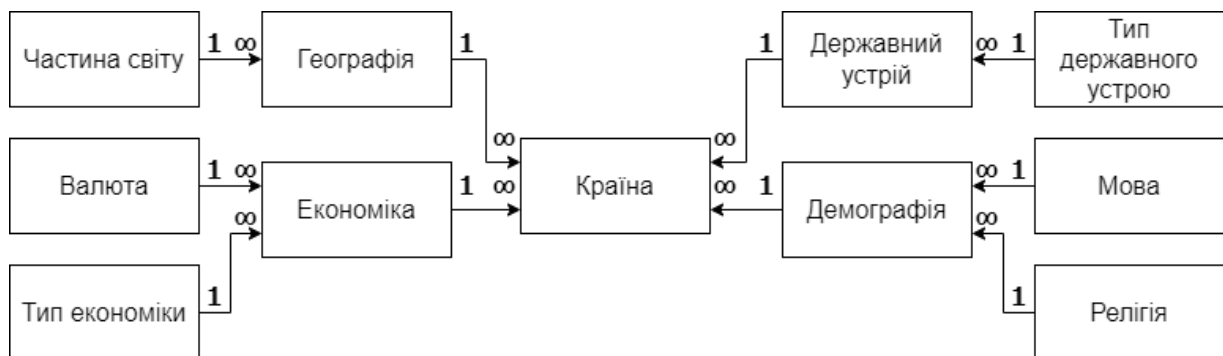 Частина світу
1 ∞
Географія
1
∞
1
∞
Державний
устрій
∞ 1
Тип
державного
устрою
Валюта
1 ∞
∞
1
Економіка
1 ∞
Країна
∞ 1
Демографія
∞ 1
∞
1
Мова
Тип економіки
Релігія